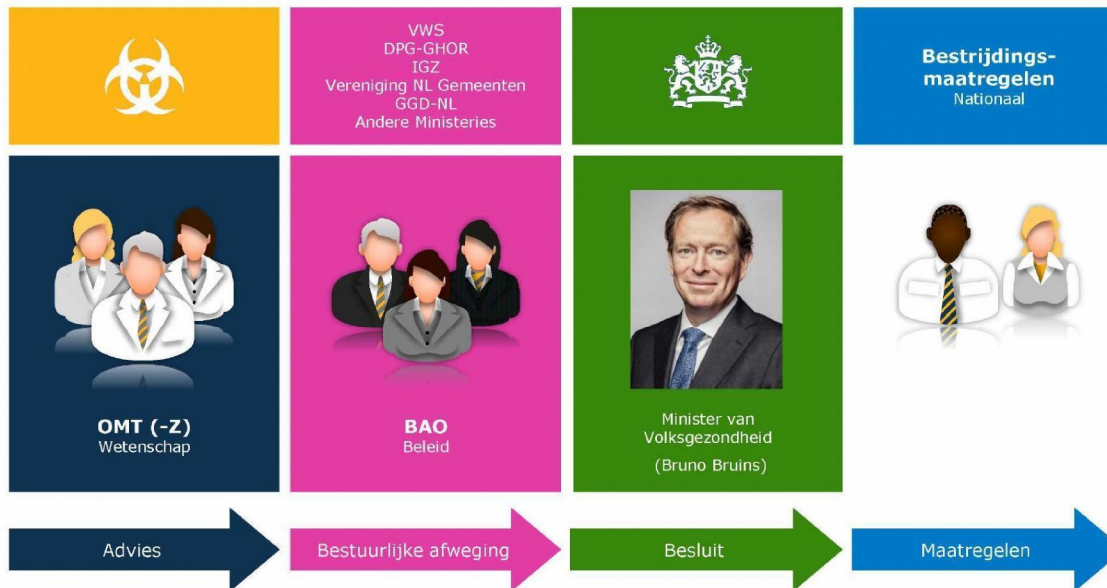 VWS
DPG-GHOR
IGZ
Vereniging NL Gemeenten
GGD-NL
Andere Ministeries
Bestrijdings-
maatregelen
Nationaal
OMT (-Z)
Wetenschap
BAO
Beleid
Minister van
Volksgezondheid
(Bruno Bruins)
Advies
Bestuurlijke afweging
Besluit
Maatregelen